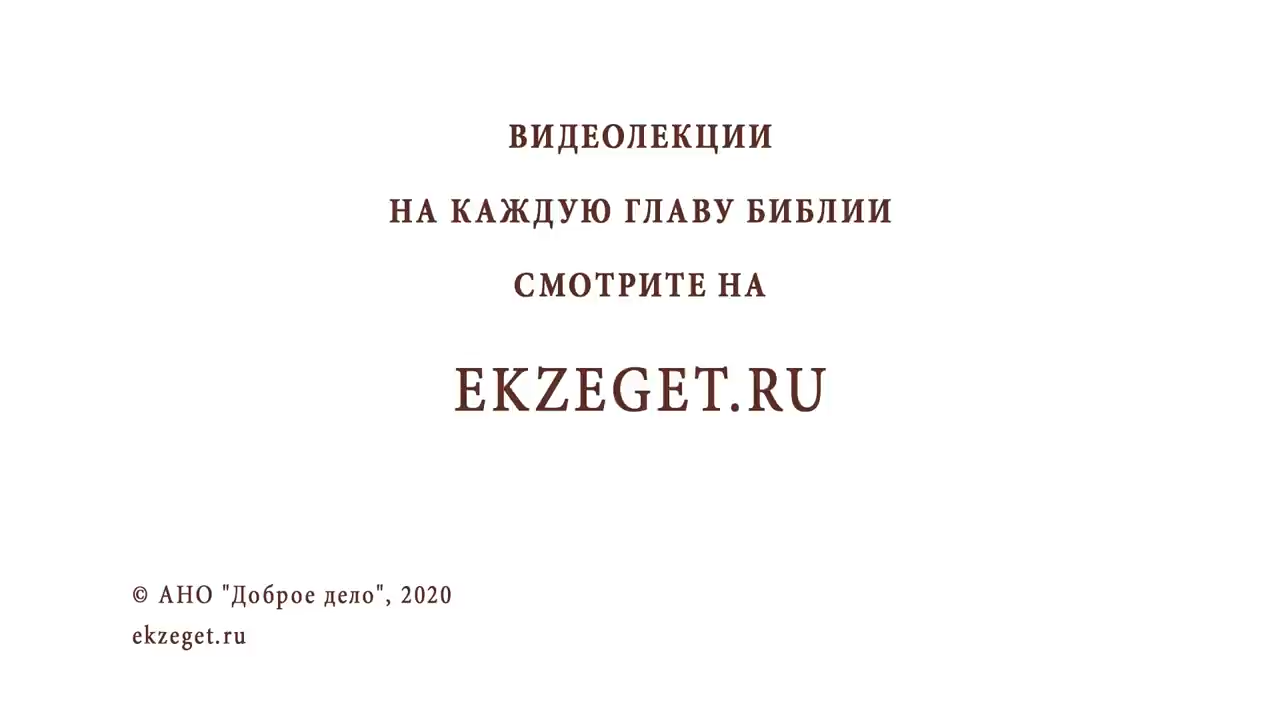 ВИДЕОЛЕКЦИИ
НА КАЖДУЮ ГЛАВУ БИБЛИИ
СМОТРИТЕ НА
EKZEGET.RU
© АНО "Доброе дело", 2020
ekzeget.ru